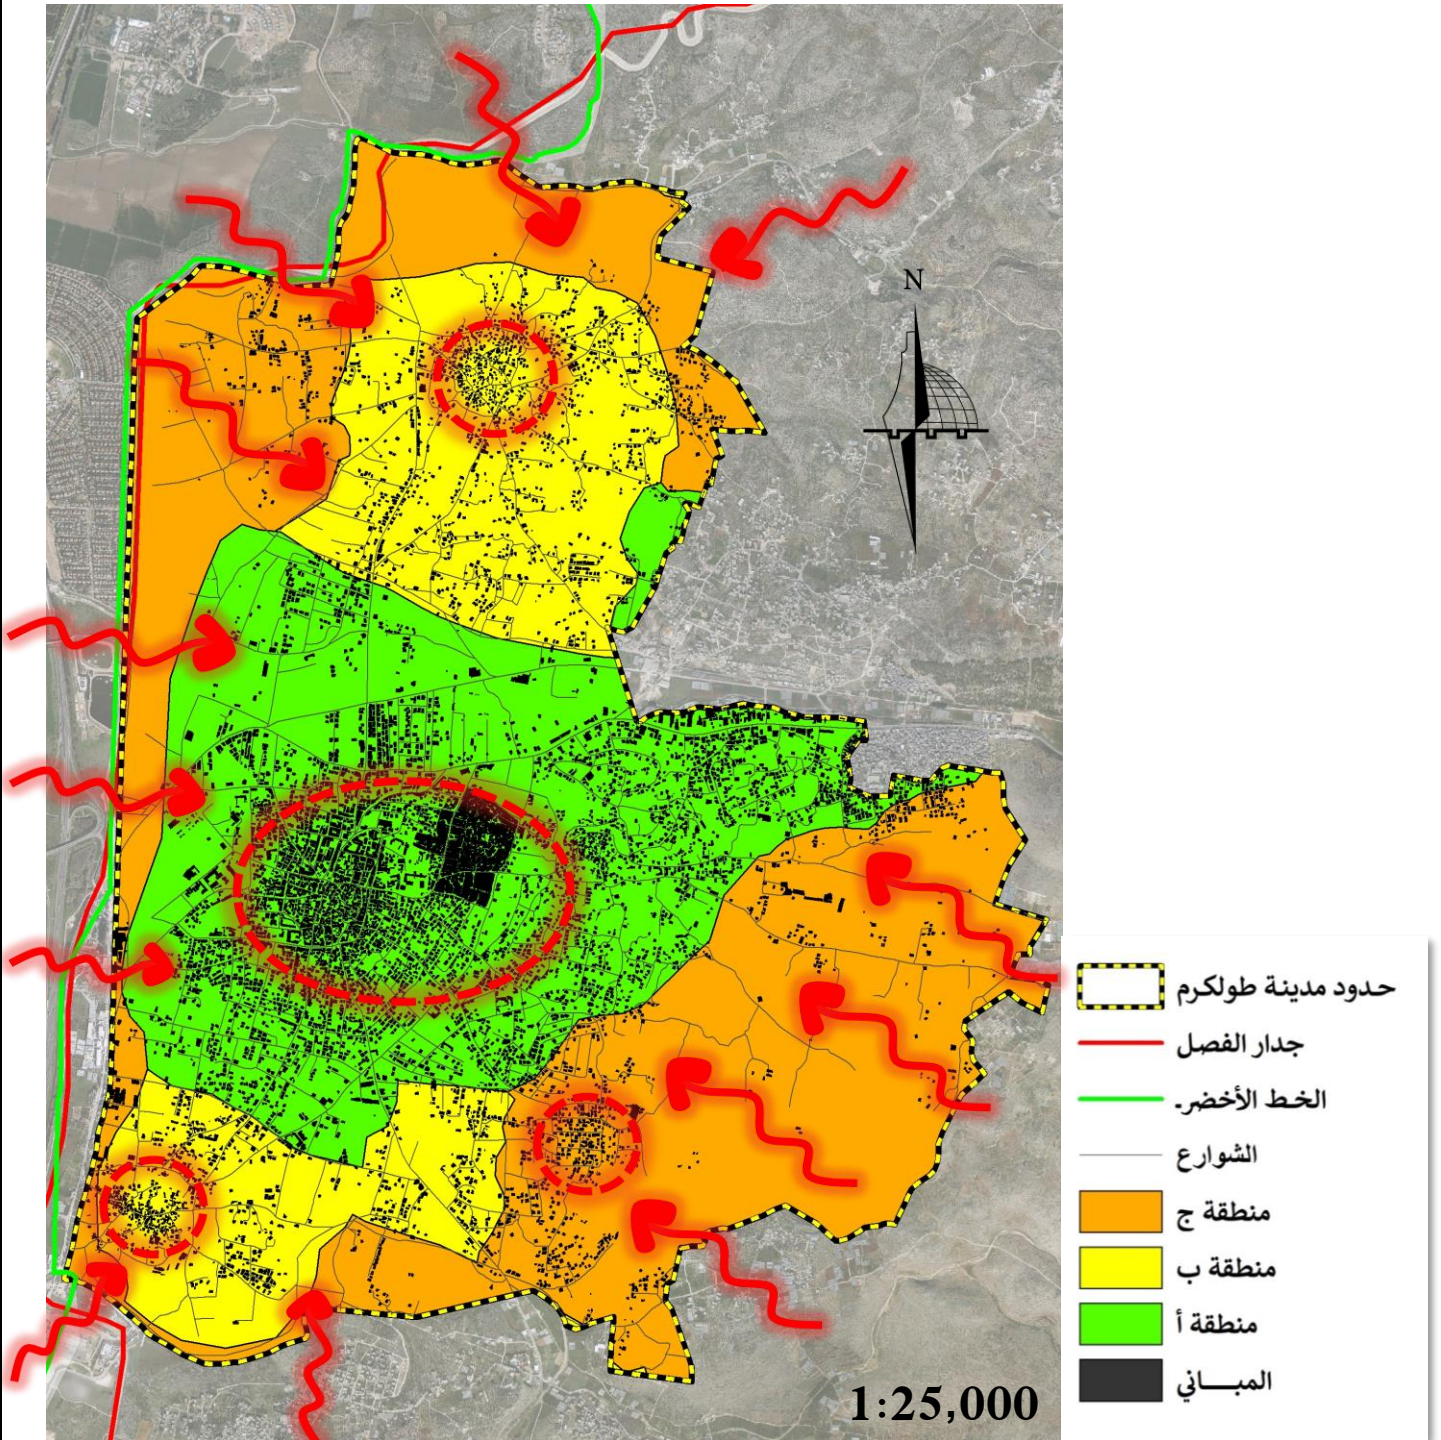 N
حدود مدينة طولكرم
جدار الفصل
الخط الأخضر
الشوارع
منطقة ج
منطقة ب
منطقة أ
المبـــاني
1:25,000